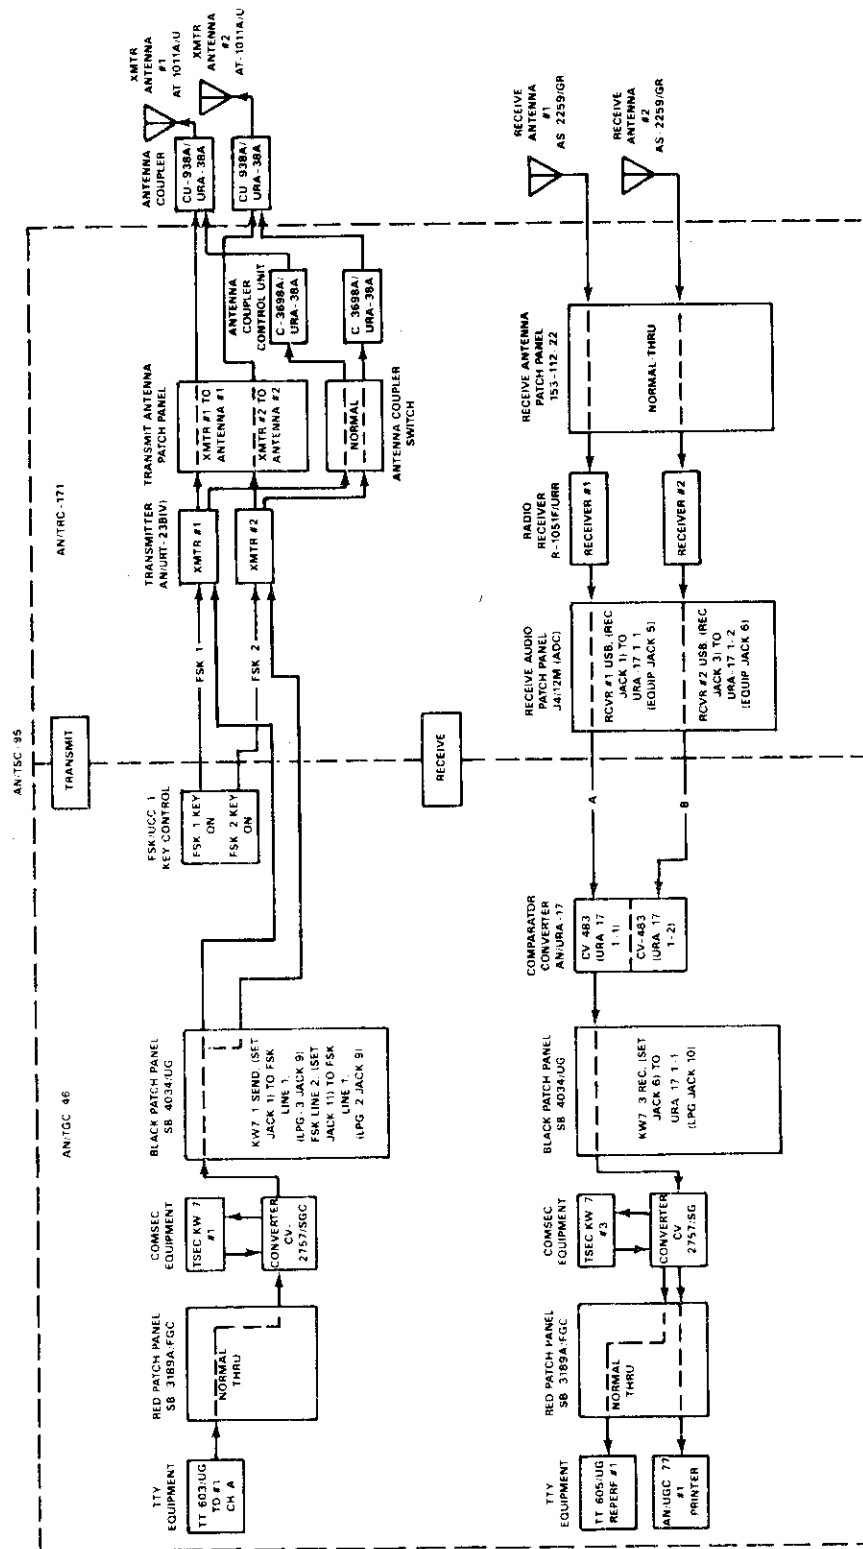 AN/TSC-95
AN/TGC 46
AN/TRC-171
TRANSMIT
TTY
EQUIPMENT
TT 603/UG
TD #1
CH A
RED PATCH PANEL
SB 3189A/FGC
NORMAL
THRU
COMSEC
EQUIPMENT
TSEC KW 7
#1
CONVERTER
CV-
2757/SGC
BLACK PATCH PANEL
SB 4034/UG
KW7 1 SEND. (SET
JACK 1) TO FSK
LINE 1.
(LPG-3 JACK 9)
FSK LINE 2. (SET
JACK 11) TO FSK
LINE 1.
(LPG 2 JACK 9)
FSK/UCC 1
KEY CONTROL
FSK 1 KEY
ON
FSK 2 KEY
ON
FSK 1
FSK 2
TRANSMITTER
AN/URT-23B(V)
XMTR #1
XMTR #2
TRANSMIT ANTENNA
PATCH PANEL
XMTR #1 TO
ANTENNA #1
XMTR #2 TO
ANTENNA #2
NORMAL
ANTENNA COUPLER
SWITCH
ANTENNA
COUPLER
CONTROL UNIT
C-3698A/
URA-38A
C 3698A/
URA-38A
ANTENNA
COUPLER
CU-938A/
URA-38A
CU 938A/
URA-38A
XMTR
ANTENNA
#1
AT 1011A/U
XMTR
ANTENNA
#2
AT-1011A/U
RECEIVE
TTY
EQUIPMENT
TT 605/UG
REPERF #1
AN/UGC 77
#1
PRINTER
RED PATCH PANEL
SB 3189A/FGC
NORMAL
THRU
COMSEC
EQUIPMENT
TSEC KW 7
#3
CONVERTER
CV
2757/SG
BLACK PATCH PANEL
SB 4034/UG
KW7 3 REC. (SET
JACK 6) TO
URA 17 1-1
(LPG JACK 10)
COMPARATOR
CONVERTER
AN/URA-17
CV 483
(URA 17
1-1)
CV-483
(URA 17
1-2)
A
B
RECEIVE AUDIO
PATCH PANEL
J4/12M (ADC)
RCVR #1 USB. (REC
JACK 1) TO
URA-17 1 1
(EQUIP JACK 5)
RCVR #2 USB. (REC
JACK 3) TO
URA-17 1-2
(EQUIP JACK 6)
RADIO
RECEIVER
R-1051F/URR
RECEIVER #1
RECEIVER #2
RECEIVE ANTENNA
PATCH PANEL
153-112-22
NORMAL-THRU
RECEIVE
ANTENNA
#1
AS 2259/GR
RECEIVE
ANTENNA
#2
AS-2259/GR